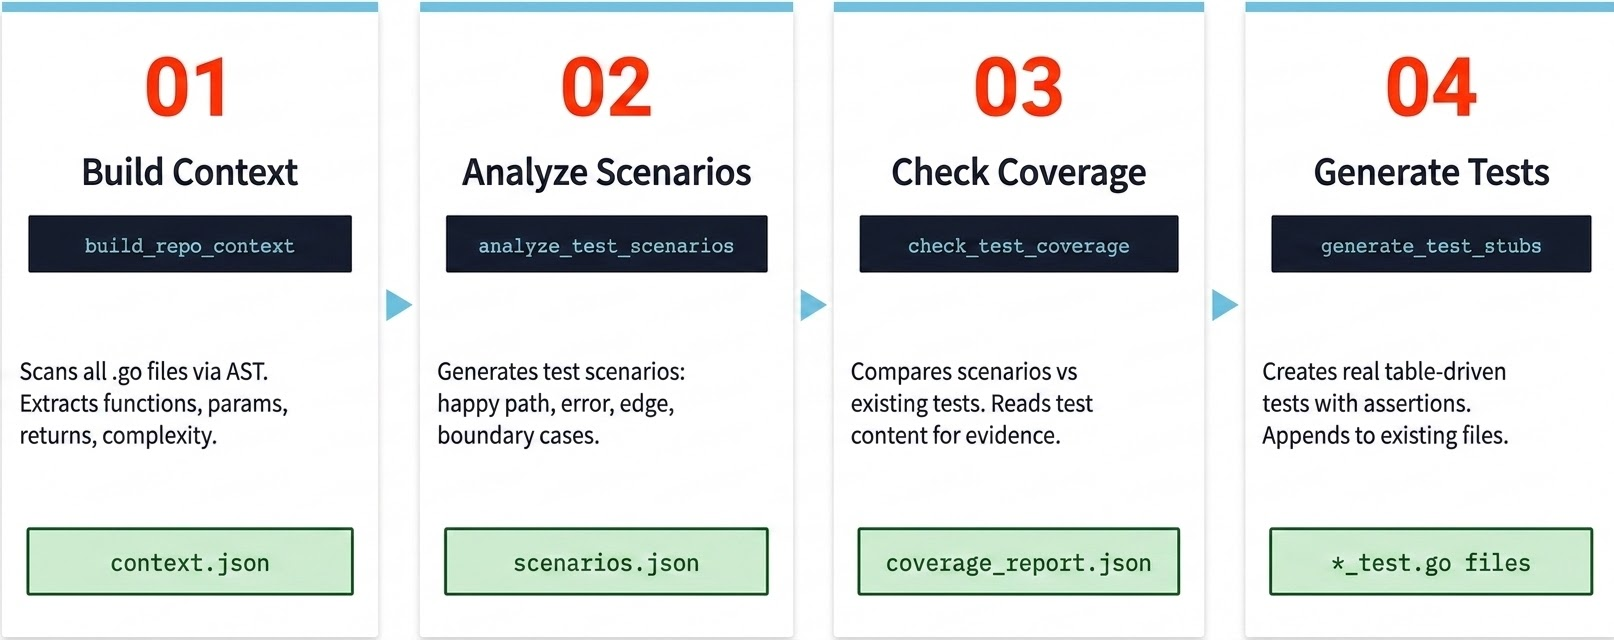 01
Build Context
build_repo_context
Scans all .go files via AST.
Extracts functions, params,
returns, complexity.
context.json
02
Analyze Scenarios
analyze_test_scenarios
Generates test scenarios:
happy path, error, edge,
boundary cases.
scenarios.json
03
Check Coverage
check_test_coverage
Compares scenarios vs
existing tests. Reads test
content for evidence.
coverage_report.json
04
Generate Tests
generate_test_stubs
Creates real table-driven
tests with assertions.
Appends to existing files.
*_test.go files